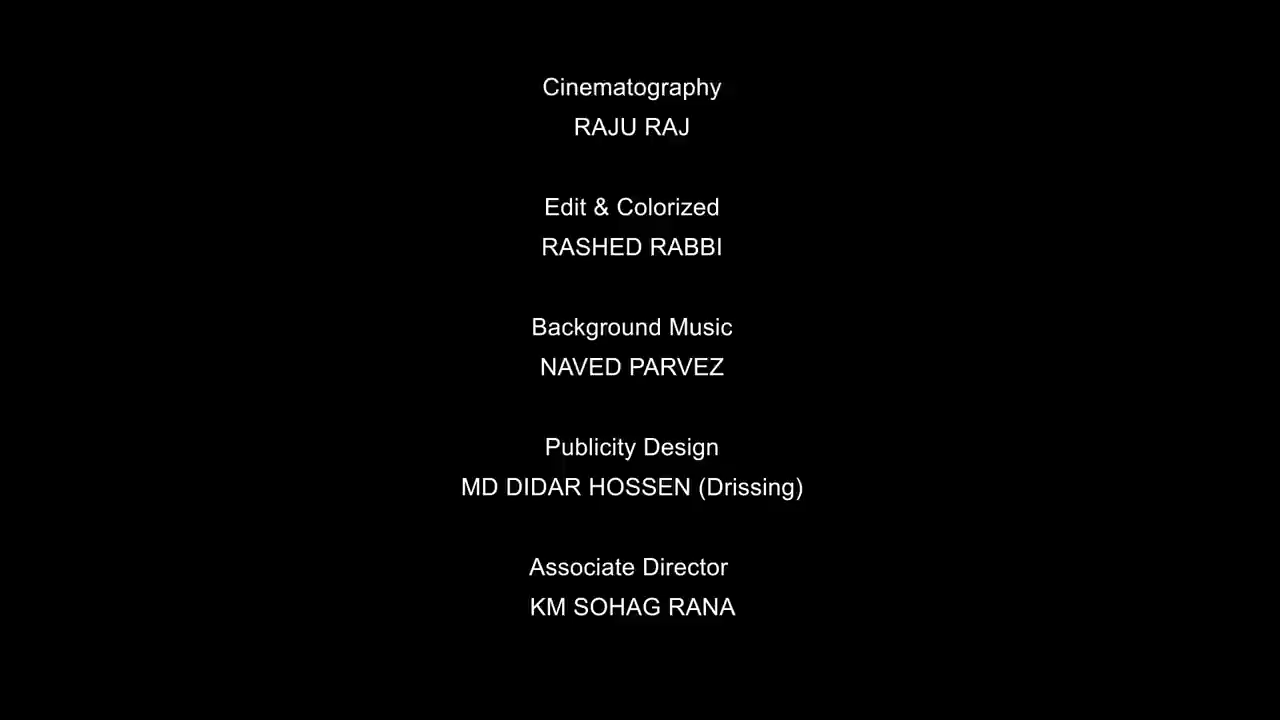 Cinematography
RAJU RAJ
Edit & Colorized
RASHED RABBI
Background Music
NAVED PARVEZ
Publicity Design
MD DIDAR HOSSEN (Drissing)
Associate Director
KM SOHAG RANA